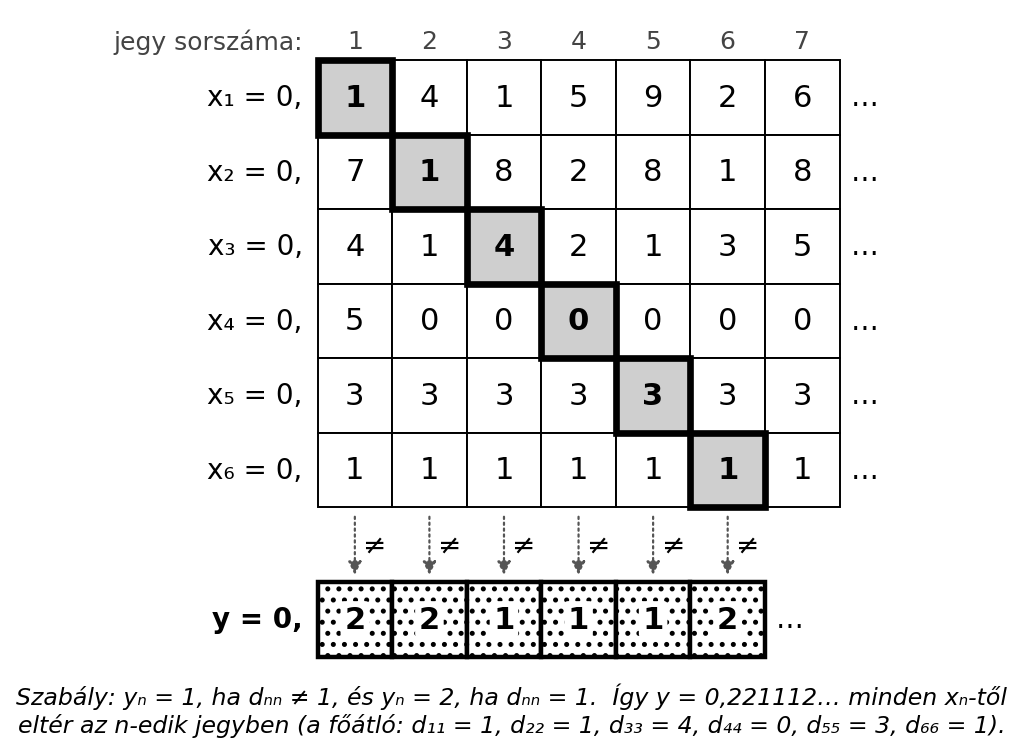 jegy sorszáma: 1 2 3 4 5 6 7
x₁ = 0, 1 4 1 5 9 2 6 ...
x₂ = 0, 7 1 8 2 8 1 8 ...
x₃ = 0, 4 1 4 2 1 3 5 ...
x₄ = 0, 5 0 0 0 0 0 0 ...
x₅ = 0, 3 3 3 3 3 3 3 ...
x₆ = 0, 1 1 1 1 1 1 1 ...
≠ ≠ ≠ ≠ ≠ ≠
y = 0, 2 2 1 1 1 2 ...
Szabály: yₙ = 1, ha dₙₙ ≠ 1, és yₙ = 2, ha dₙₙ = 1. Így y = 0,221112... minden xₙ-től
eltér az n-edik jegyben (a főátló: d₁₁ = 1, d₂₂ = 1, d₃₃ = 4, d₄₄ = 0, d₅₅ = 3, d₆₆ = 1).